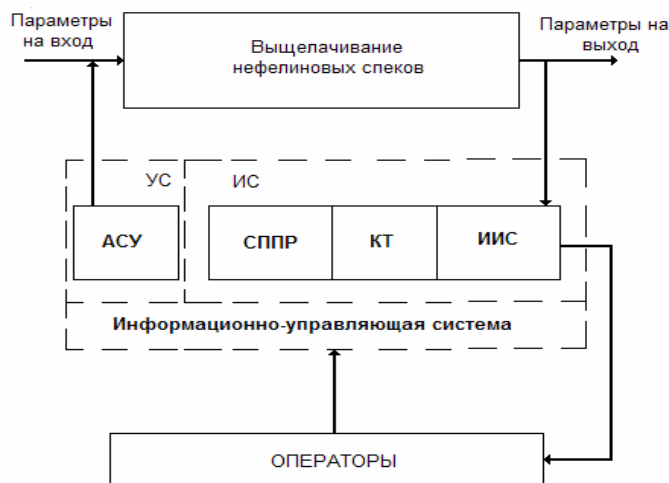 Параметры
на вход
Выщелачивание
нефелиновых спеков
Параметры на
выход
УС
ИС
АСУ
СППР
КТ
ИИС
Информационно-управляющая система
ОПЕРАТОРЫ